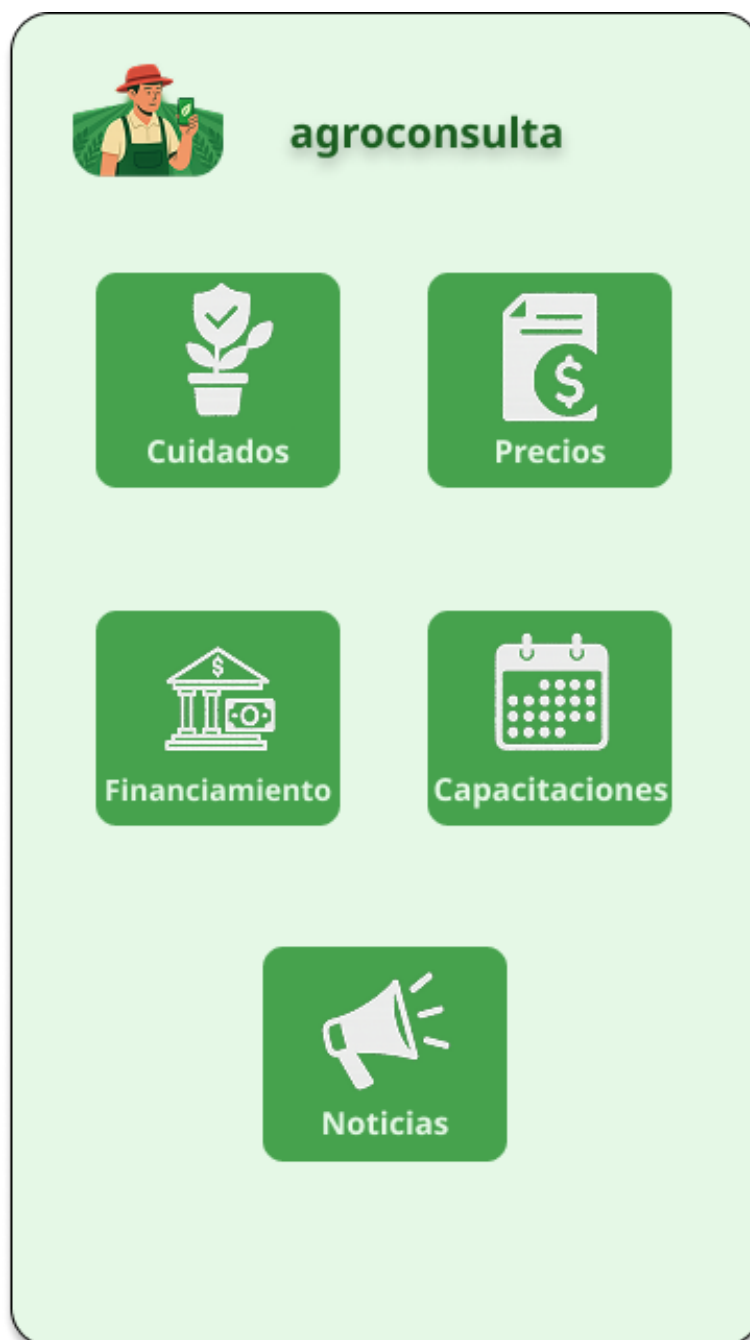 agroconsulta
Cuidados
Precios
Financiamiento
Capacitaciones
Noticias